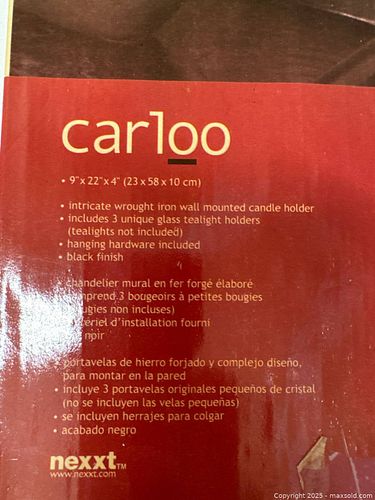 carloo
• 9" x 22" x 4" (23 x 58 x 10 cm)
• intricate wrought iron wall mounted candle holder
• includes 3 unique glass tealight holders
(tealights not included)
• hanging hardware included
• black finish
chandelier mural en fer forgé élaboré
comprend 3 bougeoirs à petites bougies
bougies non incluses)
matériel d'installation fourni
noir
portavelas de hierro forjado y complejo diseño,
para montar en la pared
• incluye 3 portavelas originales pequeños de cristal
(no se incluyen las velas pequeñas)
• se incluyen herrajes para colgar
• acabado negro
nexxt™
www.nexxt.com
Copyright 2025 - maxsold.com